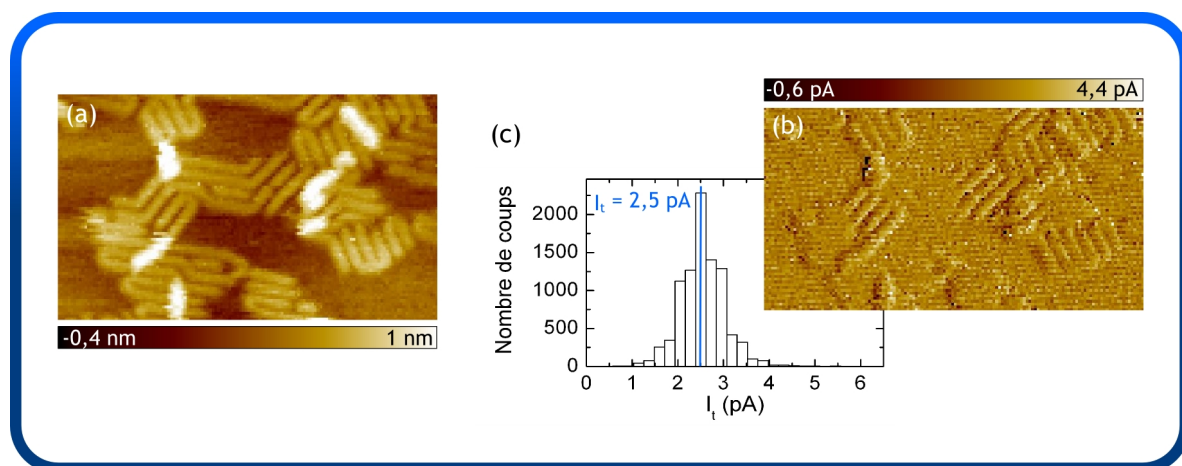 (a)
-0,4 nm 1 nm
-0,6 pA 4,4 pA
(b)
(c)
Nombre de coups
2000
1500
1000
500
0
I_t = 2,5 pA
0 1 2 3 4 5 6
I_t (pA)